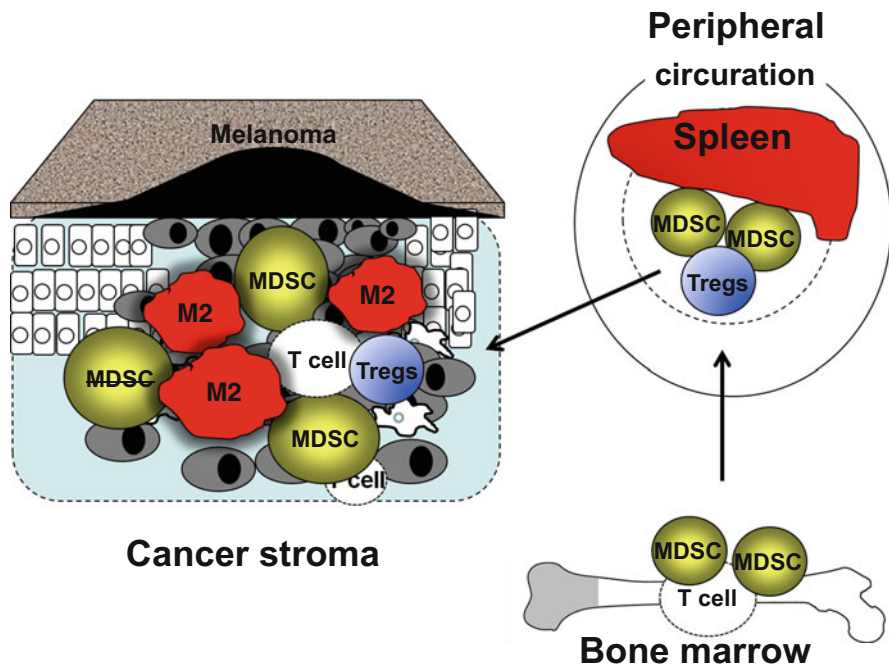 Peripheral
circuration
Melanoma
Spleen
MDSC
MDSC
MDSC
Tregs
M2
M2
T cell
Tregs
MDSC
M2
MDSC
T cell
Cancer stroma
MDSC
MDSC
T cell
Bone marrow